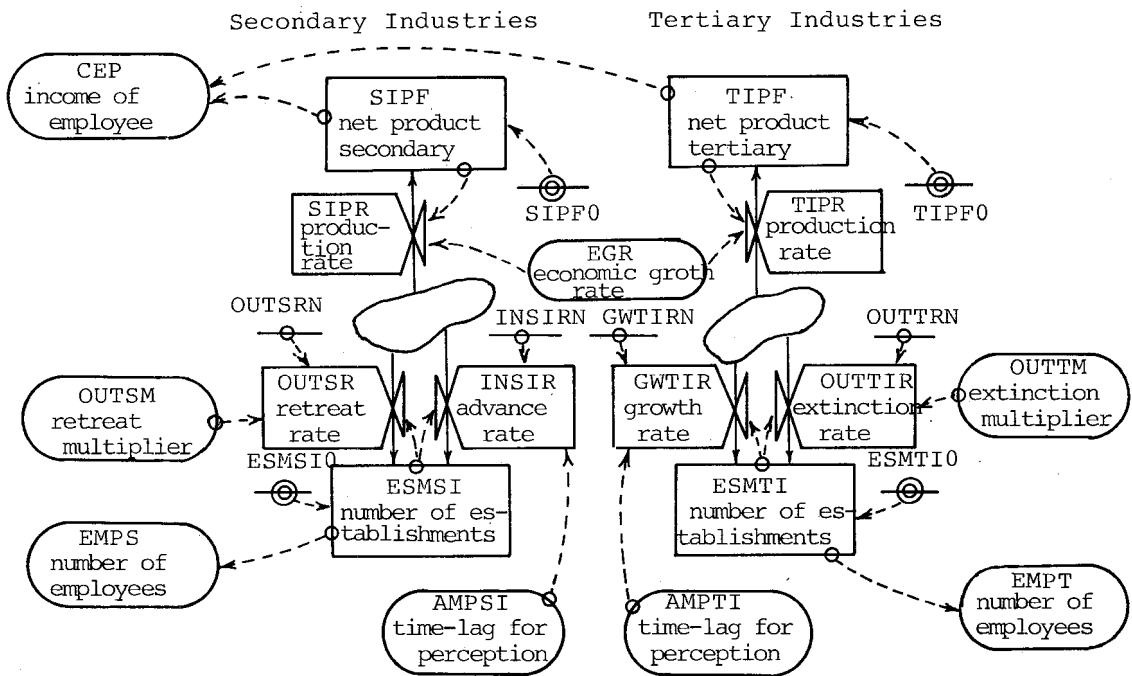 Secondary Industries
Tertiary Industries
CEP
income of
employee
SIPF
net product
secondary
TIPF
net product
tertiary
SIPF0
TIPF0
SIPR
produc-
tion
rate
TIPR
production
rate
EGR
economic groth
rate
OUTSRN
INSIRN
GWTIRN
OUTTRN
OUTSM
retreat
multiplier
OUTSR
retreat
rate
INSIR
advance
rate
GWTIR
growth
rate
OUTTIR
extinction
rate
OUTTM
extinction
multiplier
ESMSI0
ESMTI0
ESMSI
number of es-
tablishments
ESMTI
number of es-
tablishments
EMPS
number of
employees
EMPT
number of
employees
AMPSI
time-lag for
perception
AMPTI
time-lag for
perception